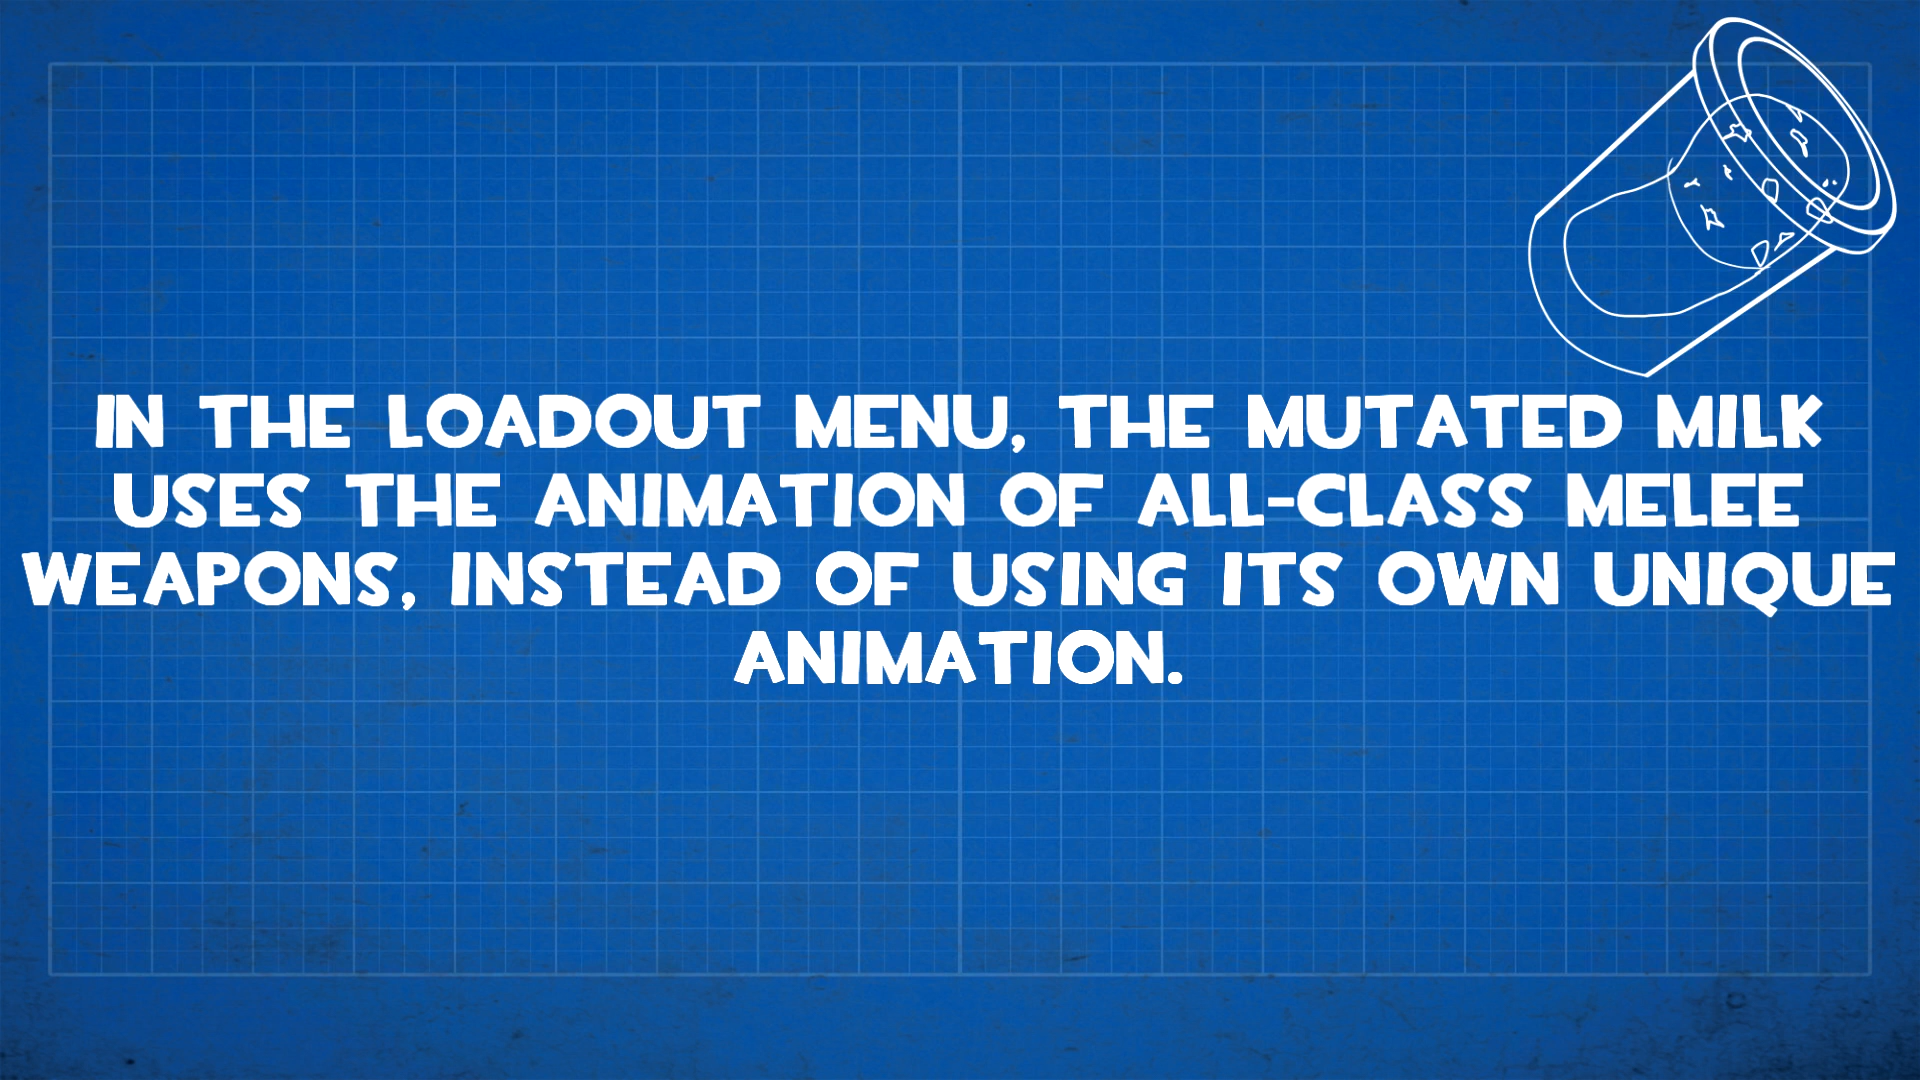 IN THE LOADOUT MENU, THE MUTATED MILK
USES THE ANIMATION OF ALL-CLASS MELEE
WEAPONS, INSTEAD OF USING ITS OWN UNIQUE
ANIMATION.